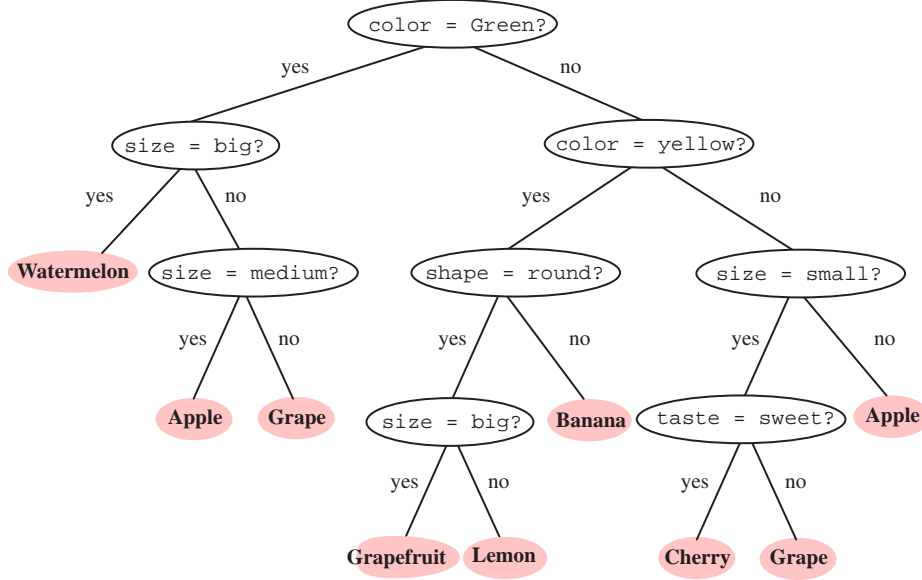 color = Green?
yes
no
size = big?
color = yellow?
yes
no
yes
no
Watermelon
size = medium?
shape = round?
size = small?
yes
no
yes
no
yes
no
Apple
Grape
size = big?
Banana
taste = sweet?
Apple
yes
no
yes
no
Grapefruit
Lemon
Cherry
Grape